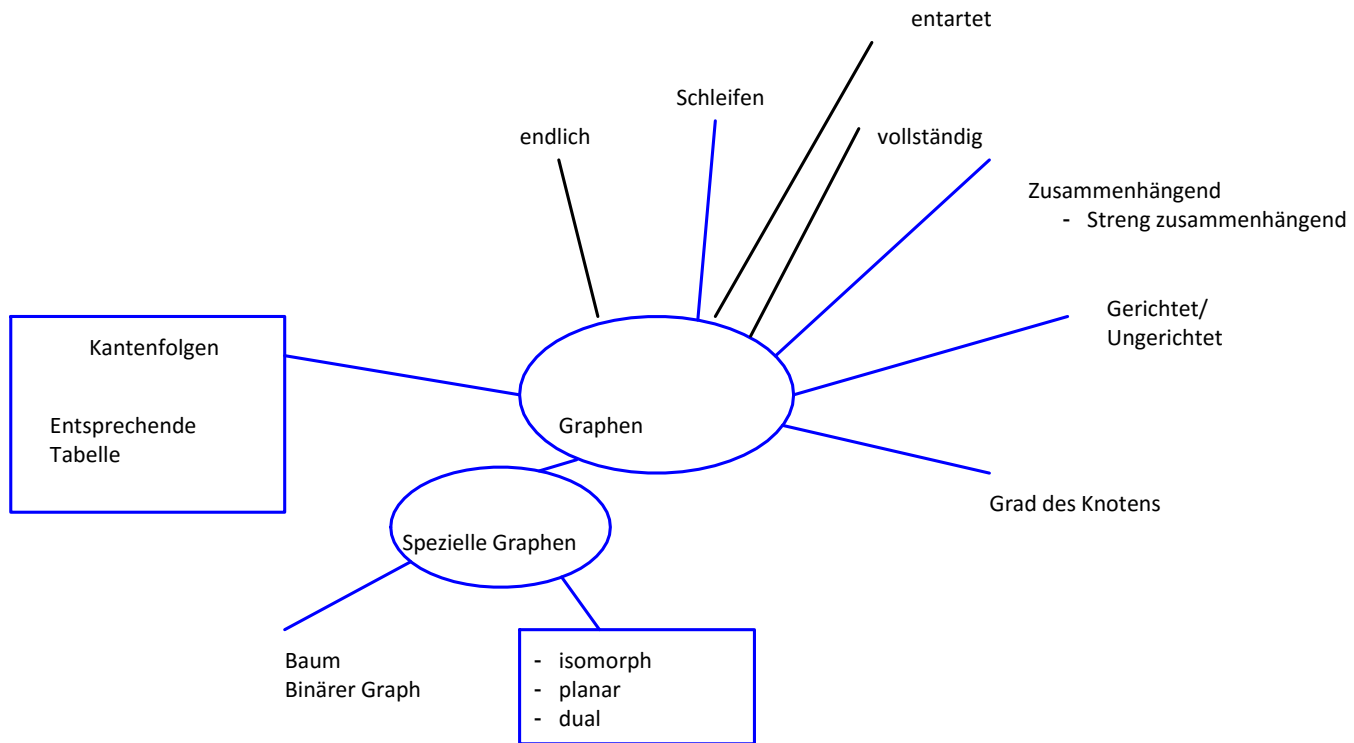 entartet
Schleifen
endlich
vollständig
Zusammenhängend
- Streng zusammenhängend
Gerichtet/
Ungerichtet
Kantenfolgen
Entsprechende
Tabelle
Graphen
Grad des Knotens
Spezielle Graphen
Baum
Binärer Graph
- isomorph
- planar
- dual